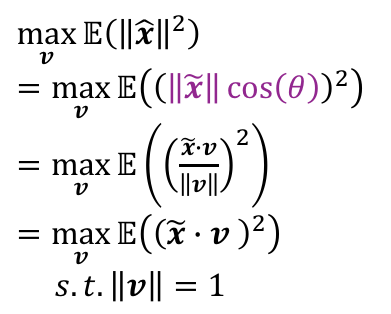 max_𝒗 𝔼(‖𝒙̂‖²)
= max_𝒗 𝔼((‖𝒙̃‖ cos(θ))²)
= max_𝒗 𝔼((𝒙̃·𝒗 / ‖𝒗‖)²)
= max_𝒗 𝔼((𝒙̃ · 𝒗 )²)
s.t. ‖𝒗‖ = 1